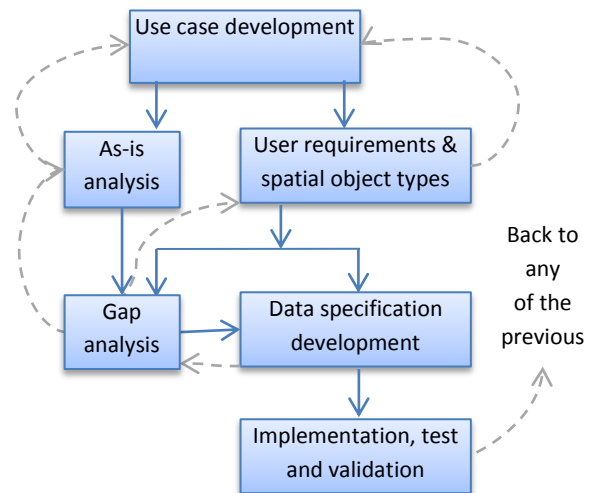 Use case development
As-is
analysis
User requirements &
spatial object types
Back to
any
of the
previous
Gap
analysis
Data specification
development
Implementation, test
and validation